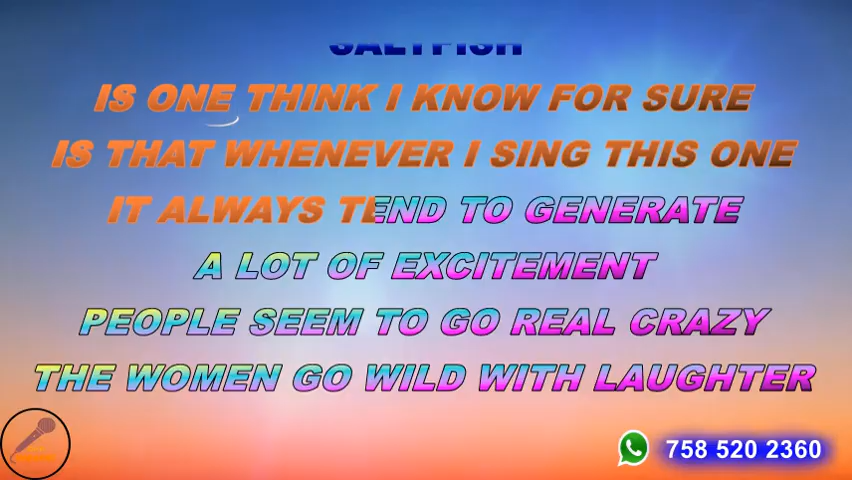 SALTFISH
IS ONE THINK I KNOW FOR SURE
IS THAT WHENEVER I SING THIS ONE
IT ALWAYS TEND TO GENERATE
A LOT OF EXCITEMENT
PEOPLE SEEM TO GO REAL CRAZY
THE WOMEN GO WILD WITH LAUGHTER
758 520 2360